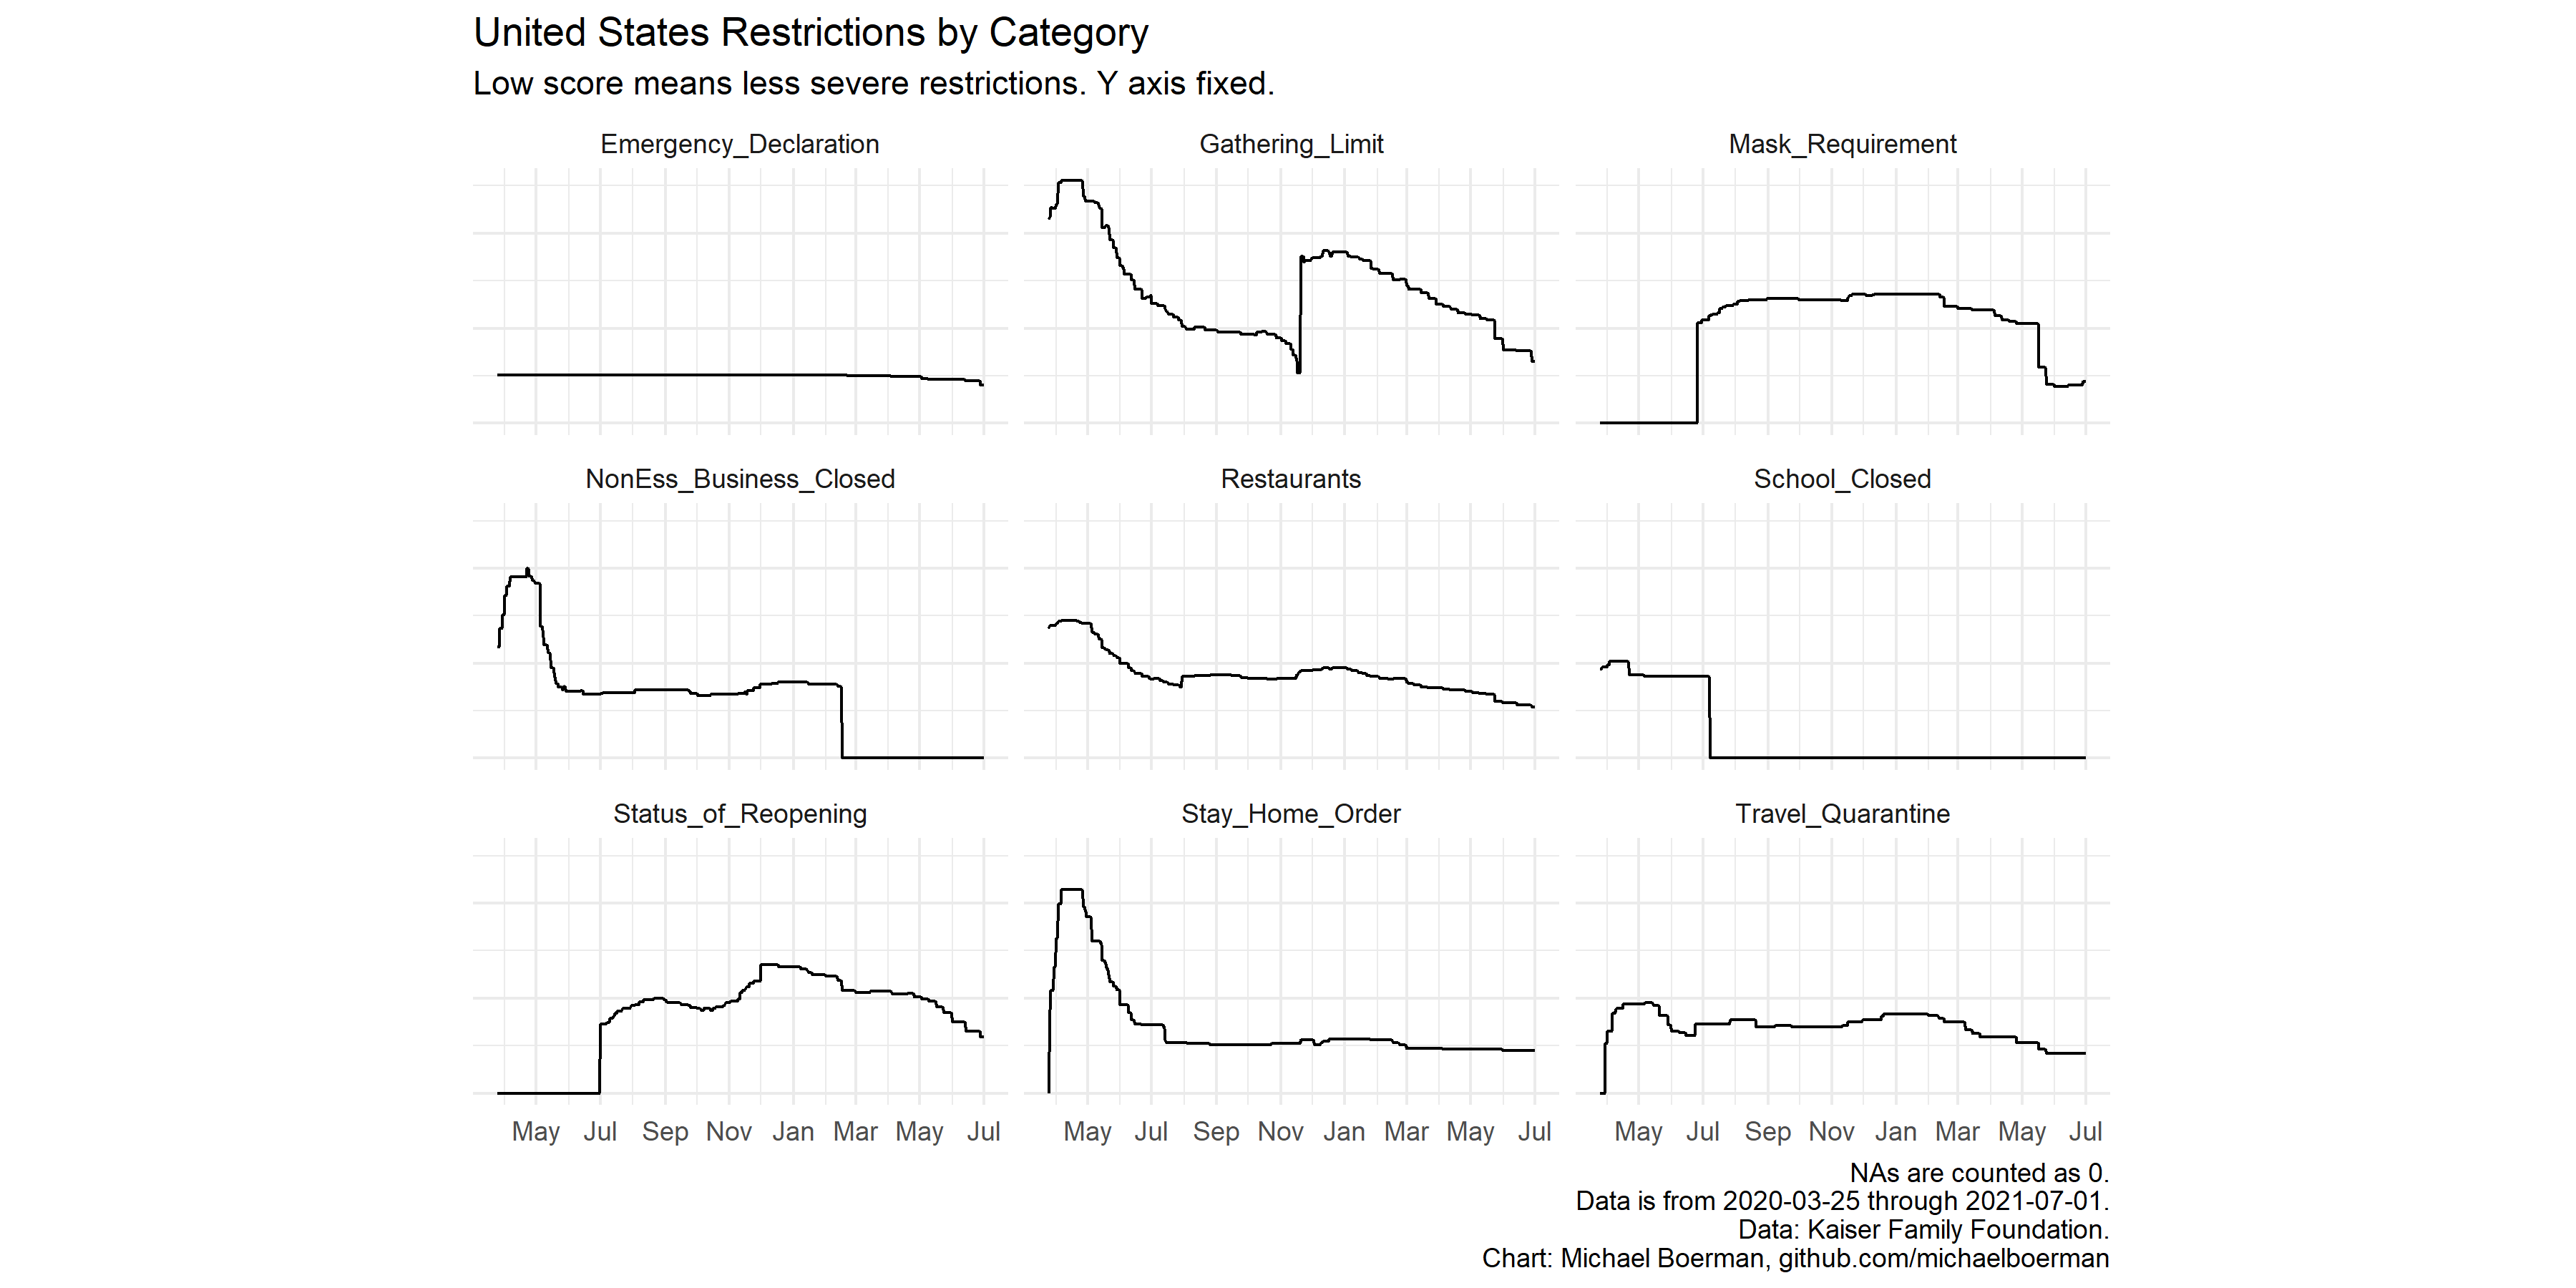 United States Restrictions by Category
Low score means less severe restrictions. Y axis fixed.
Emergency_Declaration
Gathering_Limit
Mask_Requirement
NonEss_Business_Closed
Restaurants
School_Closed
Status_of_Reopening
Stay_Home_Order
Travel_Quarantine
May Jul Sep Nov Jan Mar May Jul
May Jul Sep Nov Jan Mar May Jul
May Jul Sep Nov Jan Mar May Jul
NAs are counted as 0.
Data is from 2020-03-25 through 2021-07-01.
Data: Kaiser Family Foundation.
Chart: Michael Boerman, github.com/michaelboerman